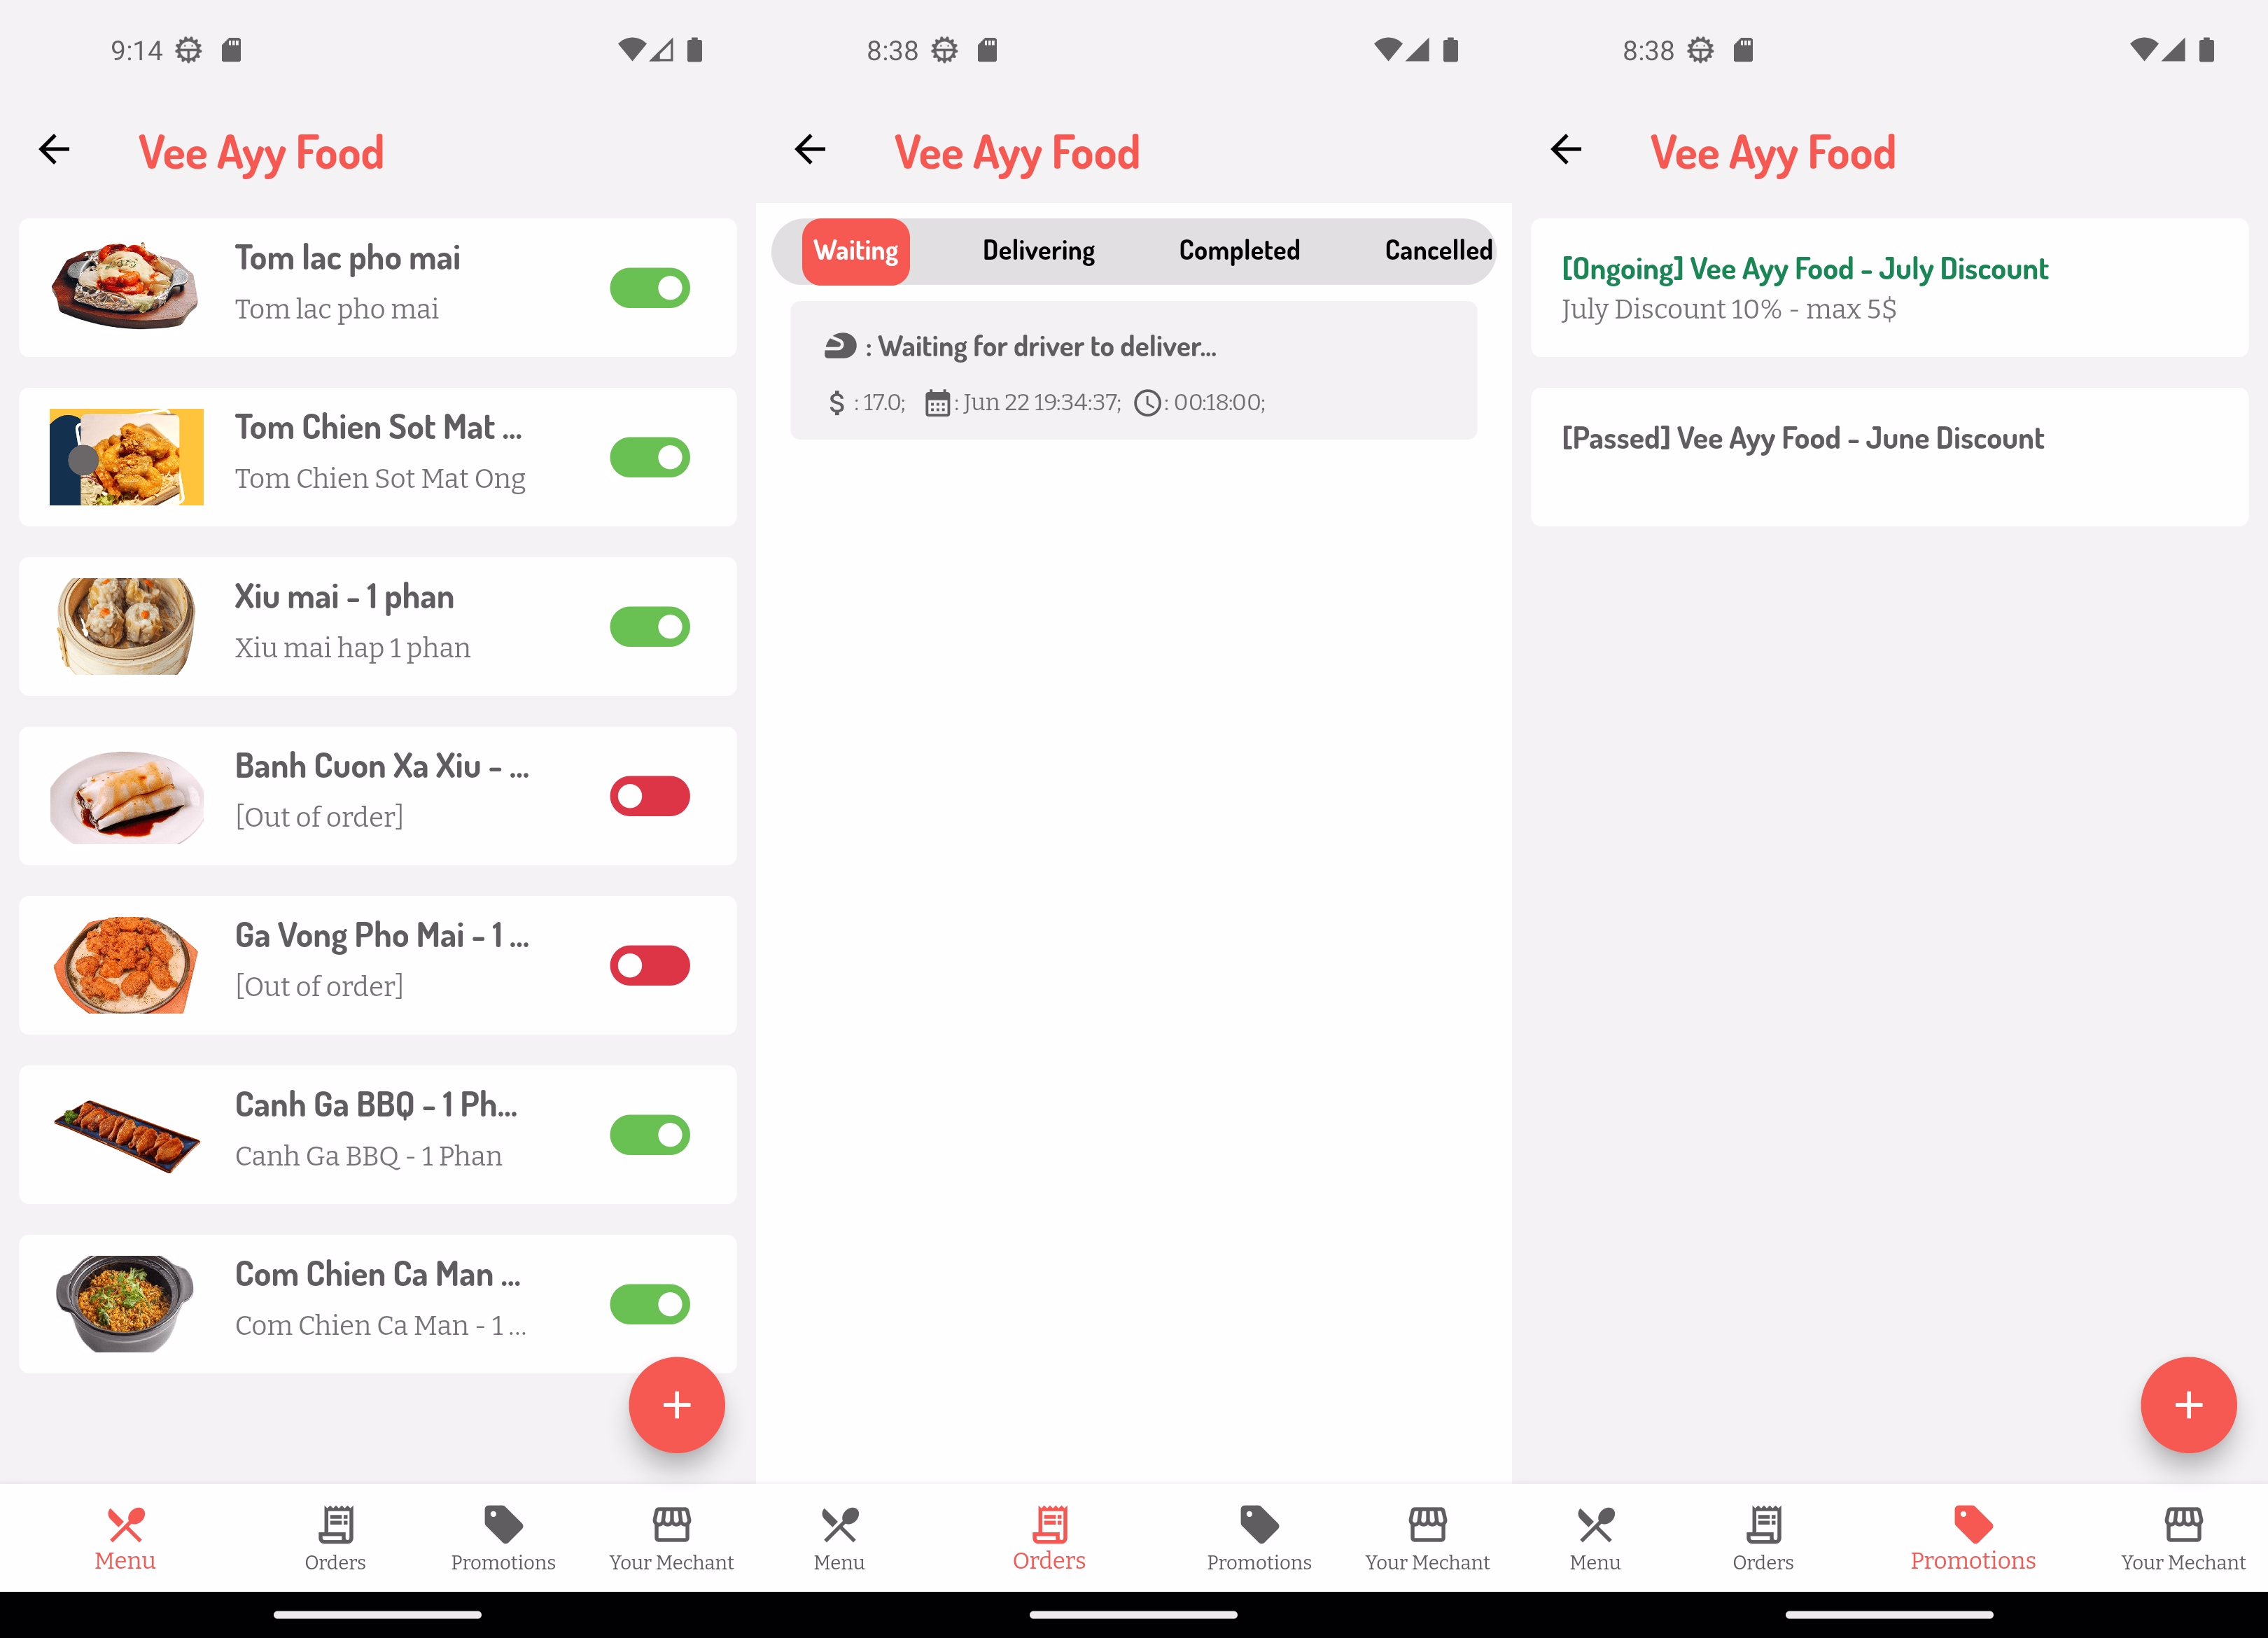 9:14
Vee Ayy Food
Tom lac pho mai
Tom lac pho mai
Tom Chien Sot Mat ...
Tom Chien Sot Mat Ong
Xiu mai - 1 phan
Xiu mai hap 1 phan
Banh Cuon Xa Xiu - ...
[Out of order]
Ga Vong Pho Mai - 1 ...
[Out of order]
Canh Ga BBQ - 1 Ph...
Canh Ga BBQ - 1 Phan
Com Chien Ca Man ...
Com Chien Ca Man - 1 ...
+
Menu
Orders
Promotions
Your Mechant
8:38
Vee Ayy Food
Waiting
Delivering
Completed
Cancelled
: Waiting for driver to deliver...
$ : 17.0; : Jun 22 19:34:37; : 00:18:00;
Menu
Orders
Promotions
Your Mechant
8:38
Vee Ayy Food
[Ongoing] Vee Ayy Food - July Discount
July Discount 10% - max 5$
[Passed] Vee Ayy Food - June Discount
+
Menu
Orders
Promotions
Your Mechant